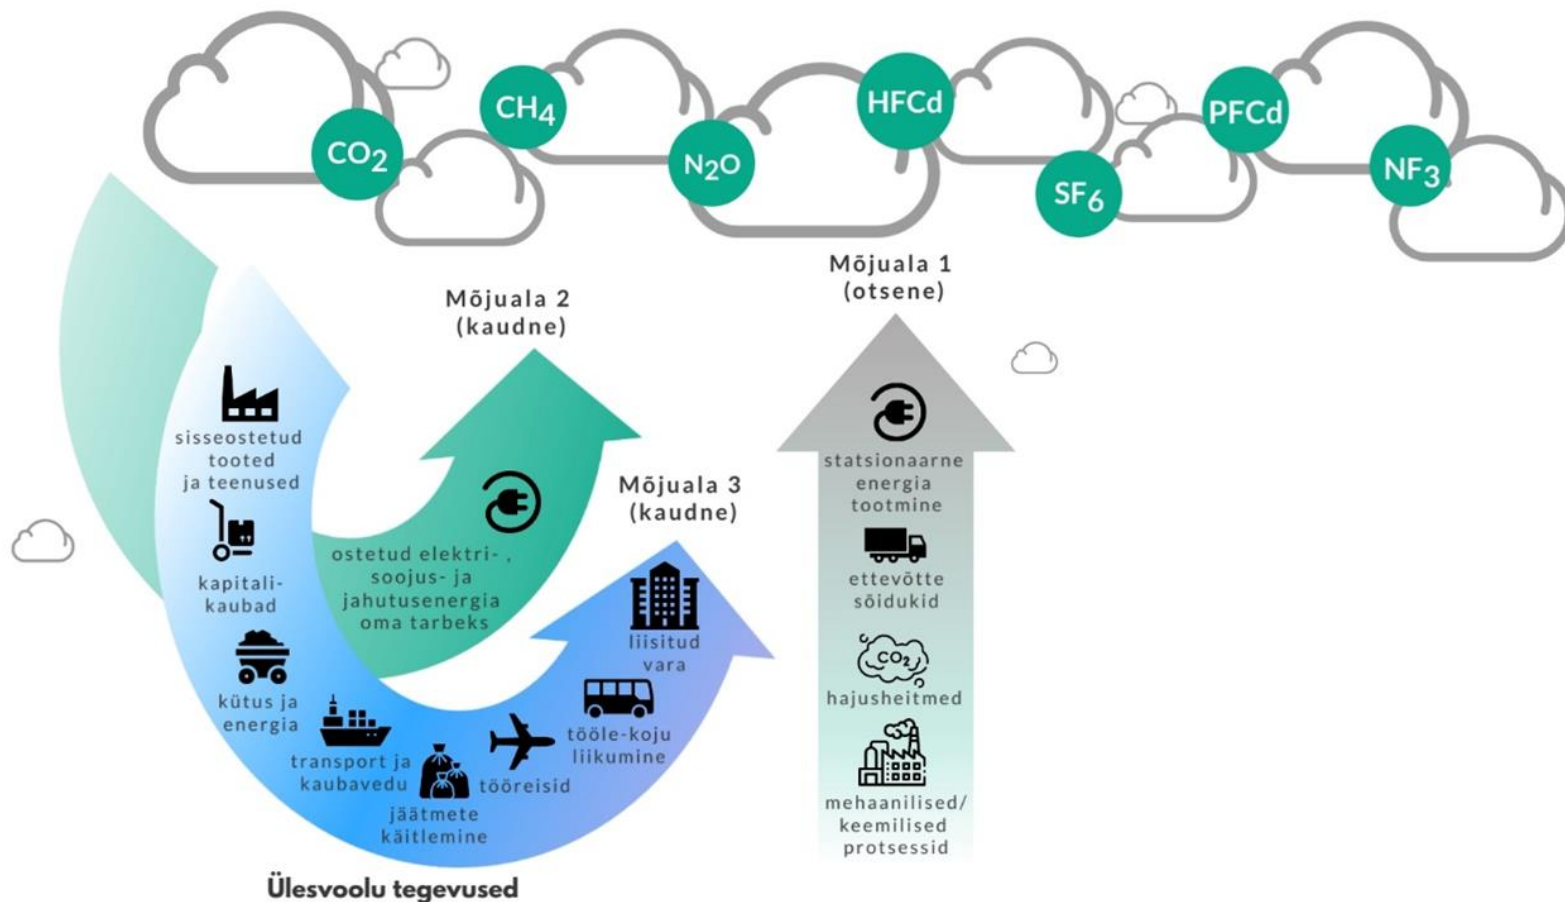 CO2
CH4
N2O
HFCd
SF6
PFCd
NF3
Mõjuala 1
(otsene)
Mõjuala 2
(kaudne)
Mõjuala 3
(kaudne)
sisseostetud
tooted
ja teenused
kapitali-
kaubad
kütus ja
energia
transport ja
kaubavedu
jäätmete
käitlemine
tööreisid
tööle-koju
liikumine
liisitud
vara
ostetud elektri- ,
soojus- ja
jahutusenergia
oma tarbeks
statsionaarne
energia
tootmine
ettevõtte
sõidukid
CO2
hajusheitmed
mehaanilised/
keemilised
protsessid
Ülesvoolu tegevused